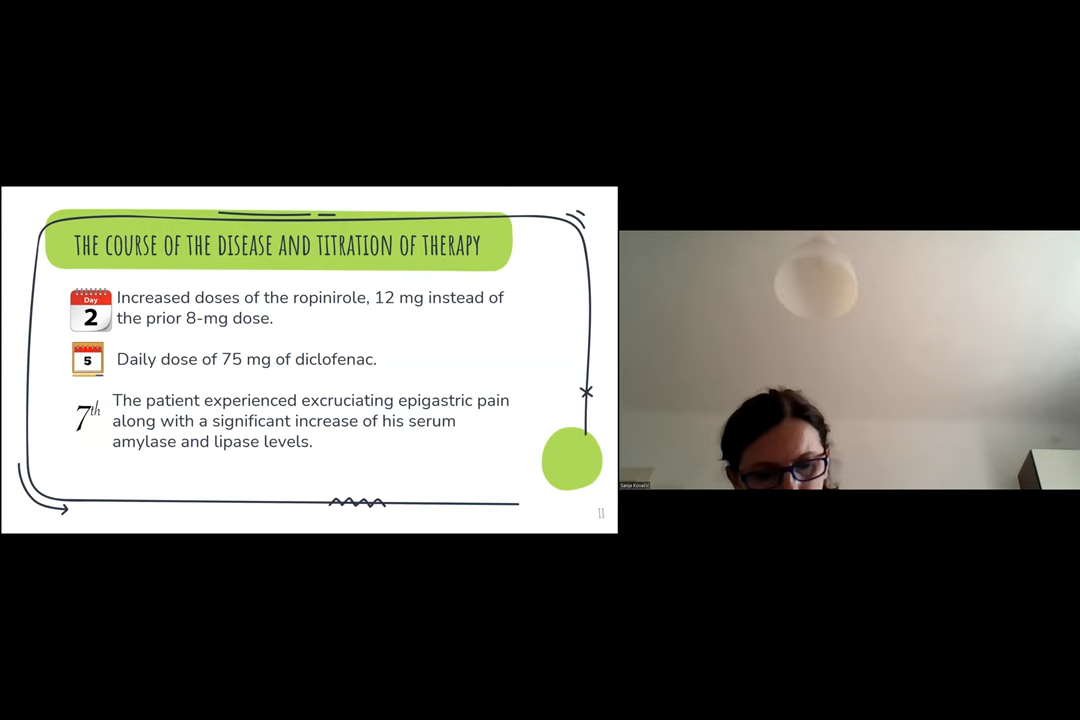 THE COURSE OF THE DISEASE AND TITRATION OF THERAPY
Day
2
Increased doses of the ropinirole, 12 mg instead of
the prior 8-mg dose.
5
Daily dose of 75 mg of diclofenac.
7th
The patient experienced excruciating epigastric pain
along with a significant increase of his serum
amylase and lipase levels.
11
Sanja Kovačić